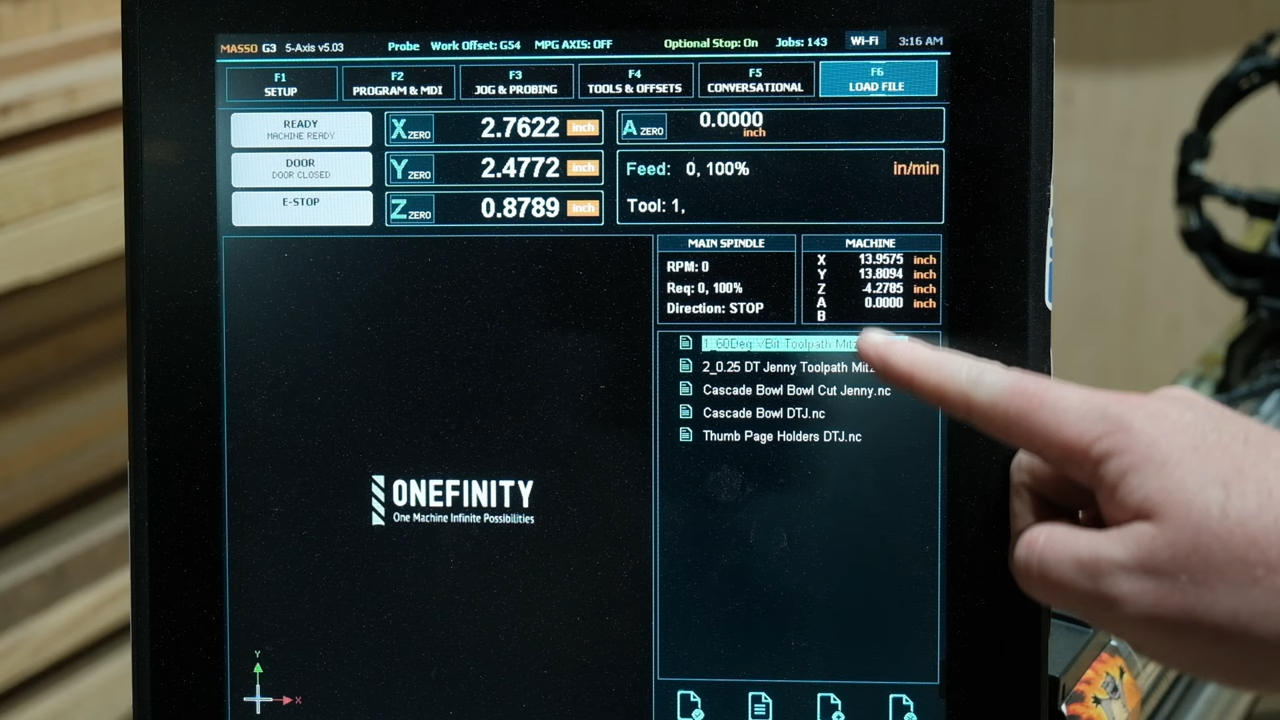 MASSO G3 5-Axis v5.03 Probe Work Offset: G54 MPG AXIS: OFF Optional Stop: On Jobs: 143 Wi-Fi 3:16 AM
F1 F2 F3 F4 F5 F6
SETUP PROGRAM & MDI JOG & PROBING TOOLS & OFFSETS CONVERSATIONAL LOAD FILE
READY
MACHINE READY
X ZERO 2.7622 inch
A ZERO 0.0000 inch
DOOR
DOOR CLOSED
Y ZERO 2.4772 inch
Feed: 0, 100% in/min
E-STOP
Z ZERO 0.8789 inch
Tool: 1,
MAIN SPINDLE
RPM: 0
Req: 0, 100%
Direction: STOP
MACHINE
X 13.9575 inch
Y 13.8094 inch
Z -4.2785 inch
A 0.0000 inch
B
1_60Deg VBit Toolpath
2_0.25 DT Jenny Toolpath
Cascade Bowl Bowl Cut Jenny.nc
Cascade Bowl DTJ.nc
Thumb Page Holders DTJ.nc
ONEFINITY
One Machine Infinite Possibilities
Y
X